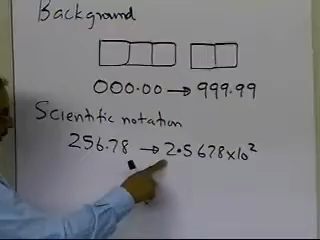 Background
000.00 → 999.99
Scientific notation
256.78 → 2.5678x10²